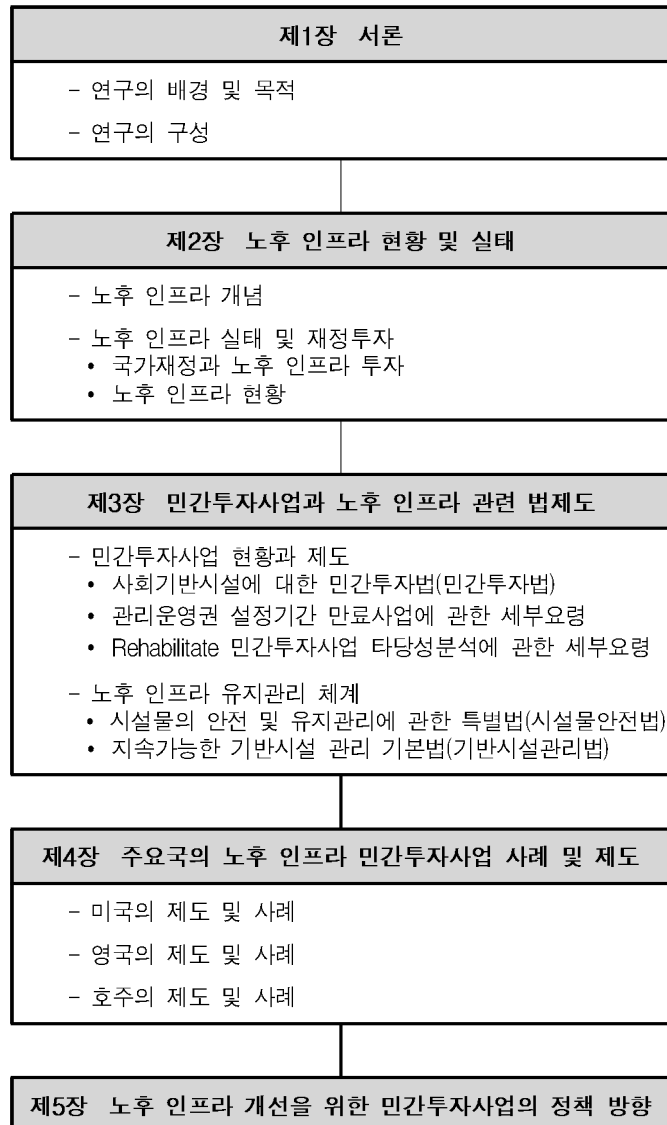 제1장 서론
- 연구의 배경 및 목적
- 연구의 구성
제2장 노후 인프라 현황 및 실태
- 노후 인프라 개념
- 노후 인프라 실태 및 재정투자
• 국가재정과 노후 인프라 투자
• 노후 인프라 현황
제3장 민간투자사업과 노후 인프라 관련 법제도
- 민간투자사업 현황과 제도
• 사회기반시설에 대한 민간투자법(민간투자법)
• 관리운영권 설정기간 만료사업에 관한 세부요령
• Rehabilitate 민간투자사업 타당성분석에 관한 세부요령
- 노후 인프라 유지관리 체계
• 시설물의 안전 및 유지관리에 관한 특별법(시설물안전법)
• 지속가능한 기반시설 관리 기본법(기반시설관리법)
제4장 주요국의 노후 인프라 민간투자사업 사례 및 제도
- 미국의 제도 및 사례
- 영국의 제도 및 사례
- 호주의 제도 및 사례
제5장 노후 인프라 개선을 위한 민간투자사업의 정책 방향